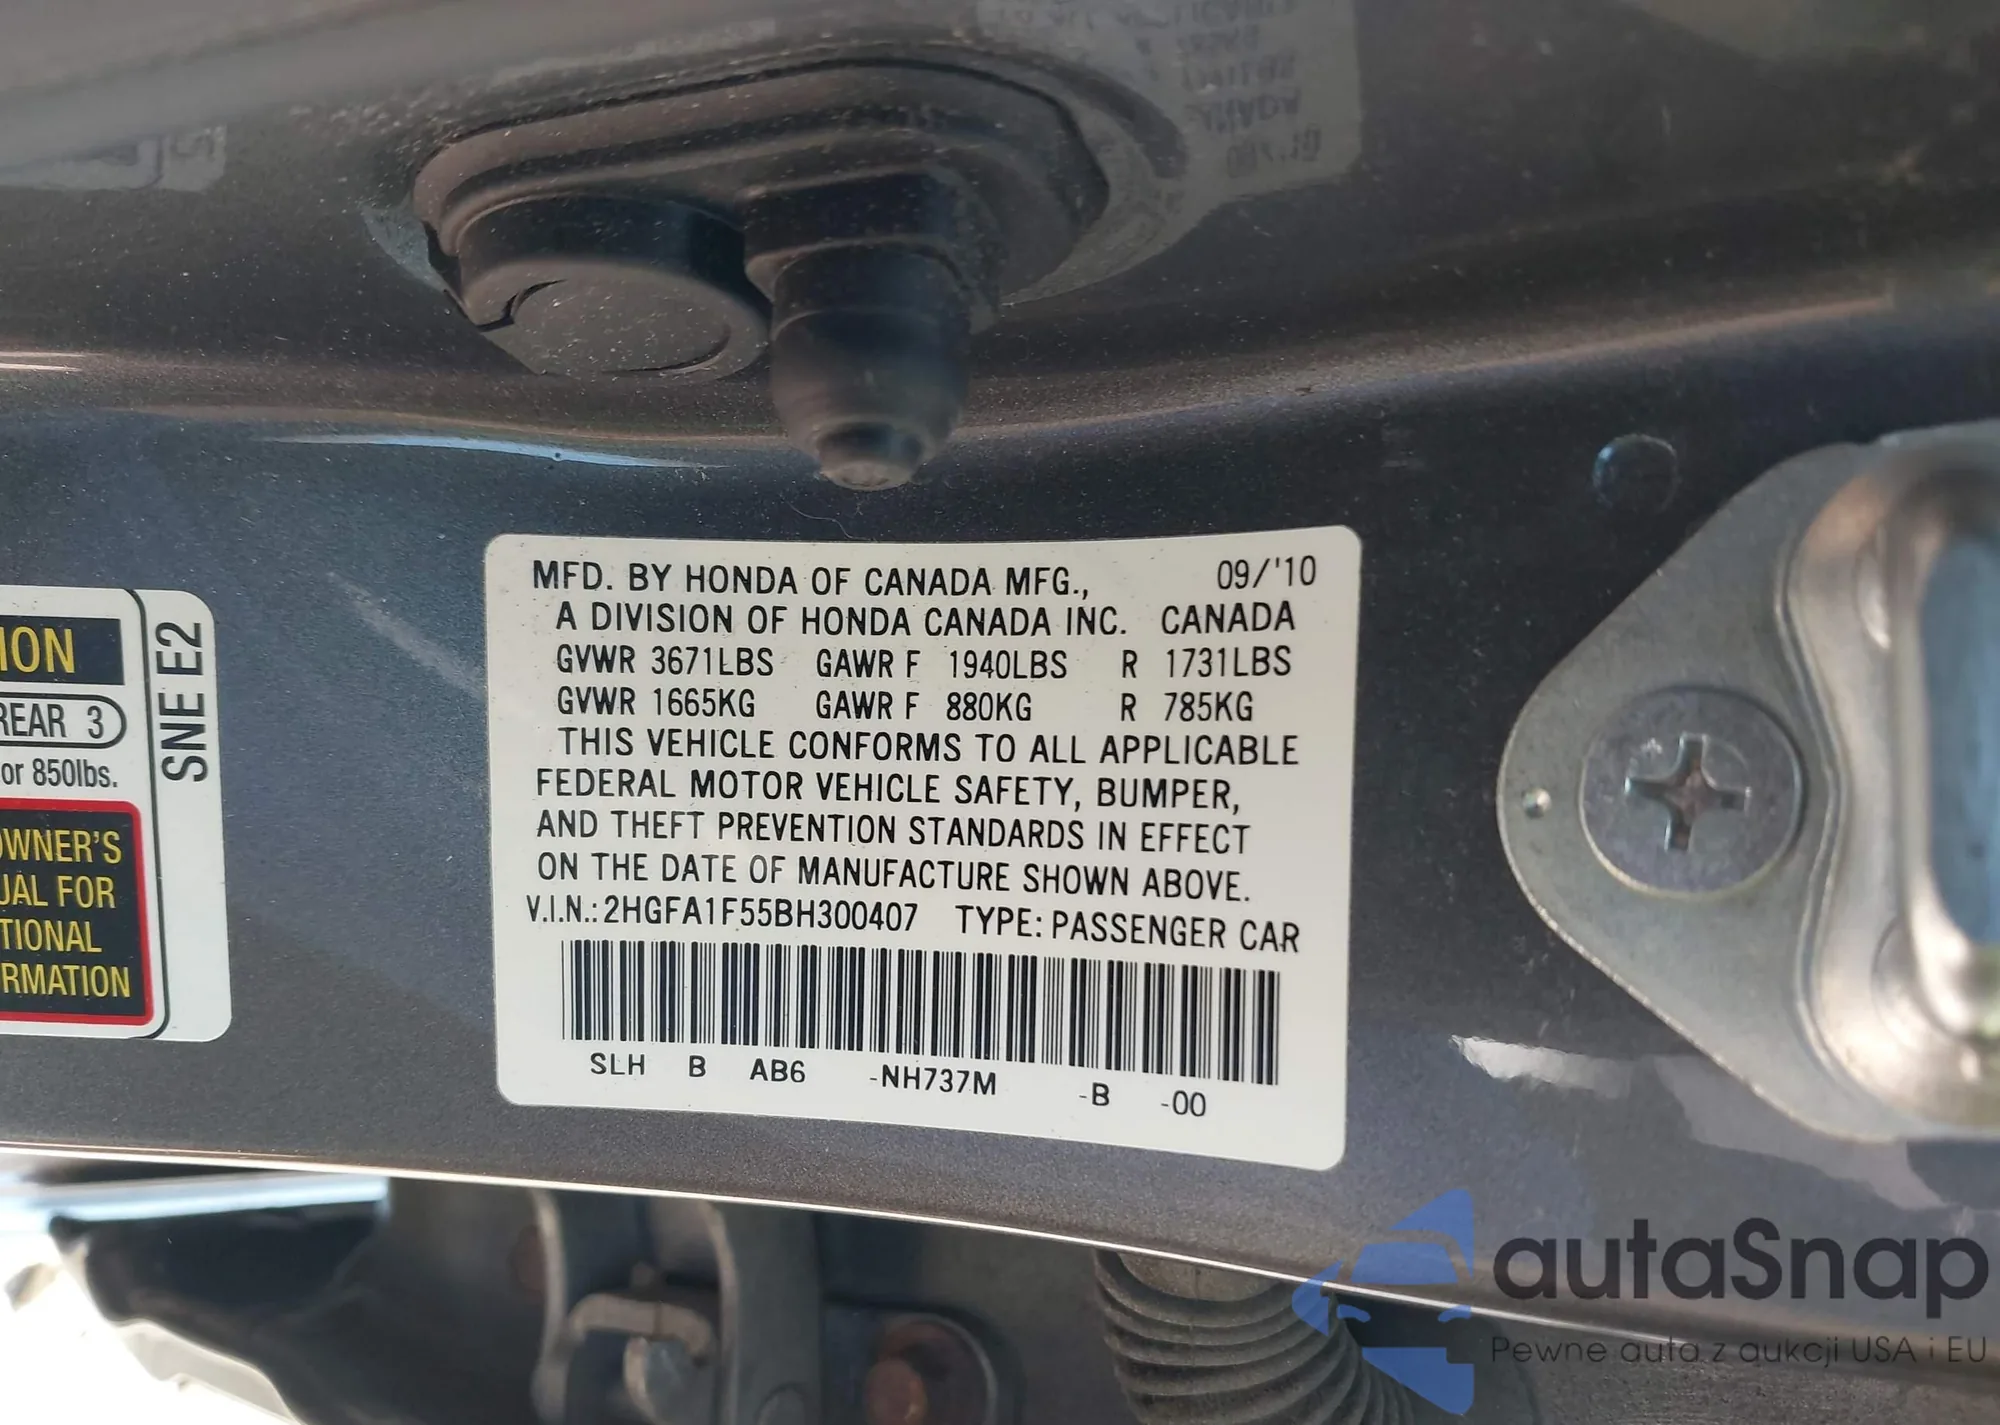 ION
REAR 3
or 850lbs.
OWNER'S
UAL FOR
TIONAL
RMATION
SNE E2
MFD. BY HONDA OF CANADA MFG., 09/'10
A DIVISION OF HONDA CANADA INC. CANADA
GVWR 3671LBS GAWR F 1940LBS R 1731LBS
GVWR 1665KG GAWR F 880KG R 785KG
THIS VEHICLE CONFORMS TO ALL APPLICABLE
FEDERAL MOTOR VEHICLE SAFETY, BUMPER,
AND THEFT PREVENTION STANDARDS IN EFFECT
ON THE DATE OF MANUFACTURE SHOWN ABOVE.
V.I.N.: 2HGFA1F55BH300407 TYPE: PASSENGER CAR
SLH B AB6 -NH737M -B -00
autaSnap
Pewne auta z aukcji USA i EU